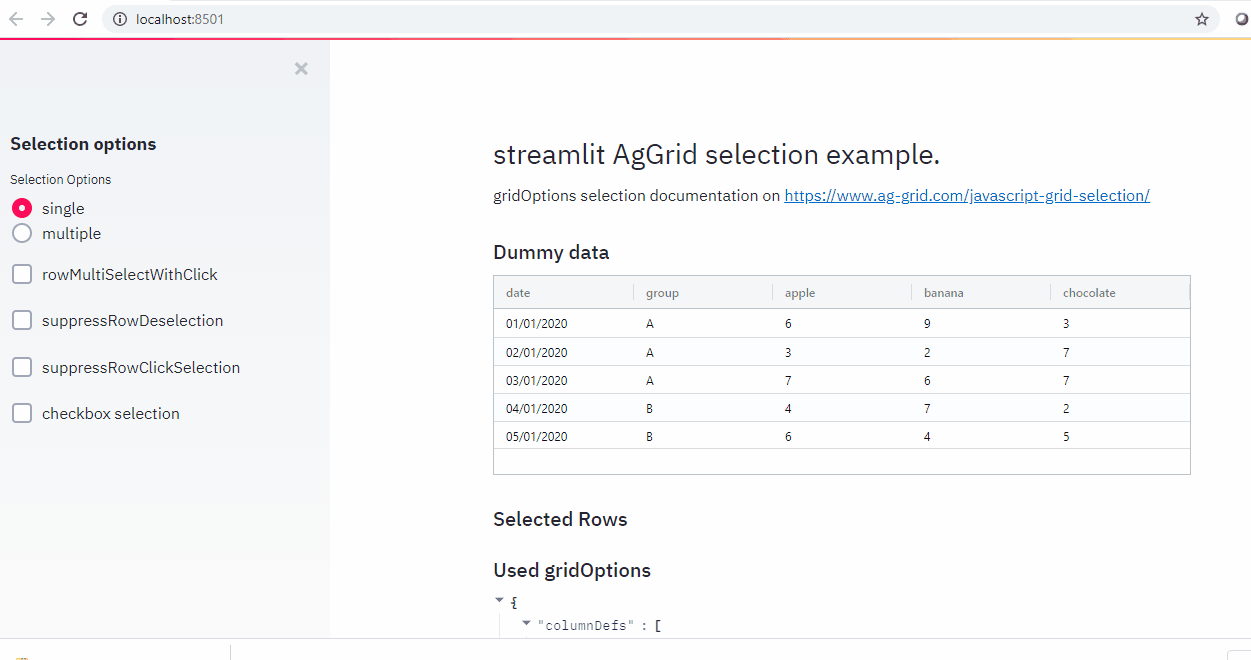 localhost:8501
Selection options
Selection Options
single
multiple
rowMultiSelectWithClick
suppressRowDeselection
suppressRowClickSelection
checkbox selection
streamlit AgGrid selection example.
gridOptions selection documentation on https://www.ag-grid.com/javascript-grid-selection/
Dummy data
date group apple banana chocolate
01/01/2020 A 6 9 3
02/01/2020 A 3 2 7
03/01/2020 A 7 6 7
04/01/2020 B 4 7 2
05/01/2020 B 6 4 5
Selected Rows
Used gridOptions
{
"columnDefs" : [